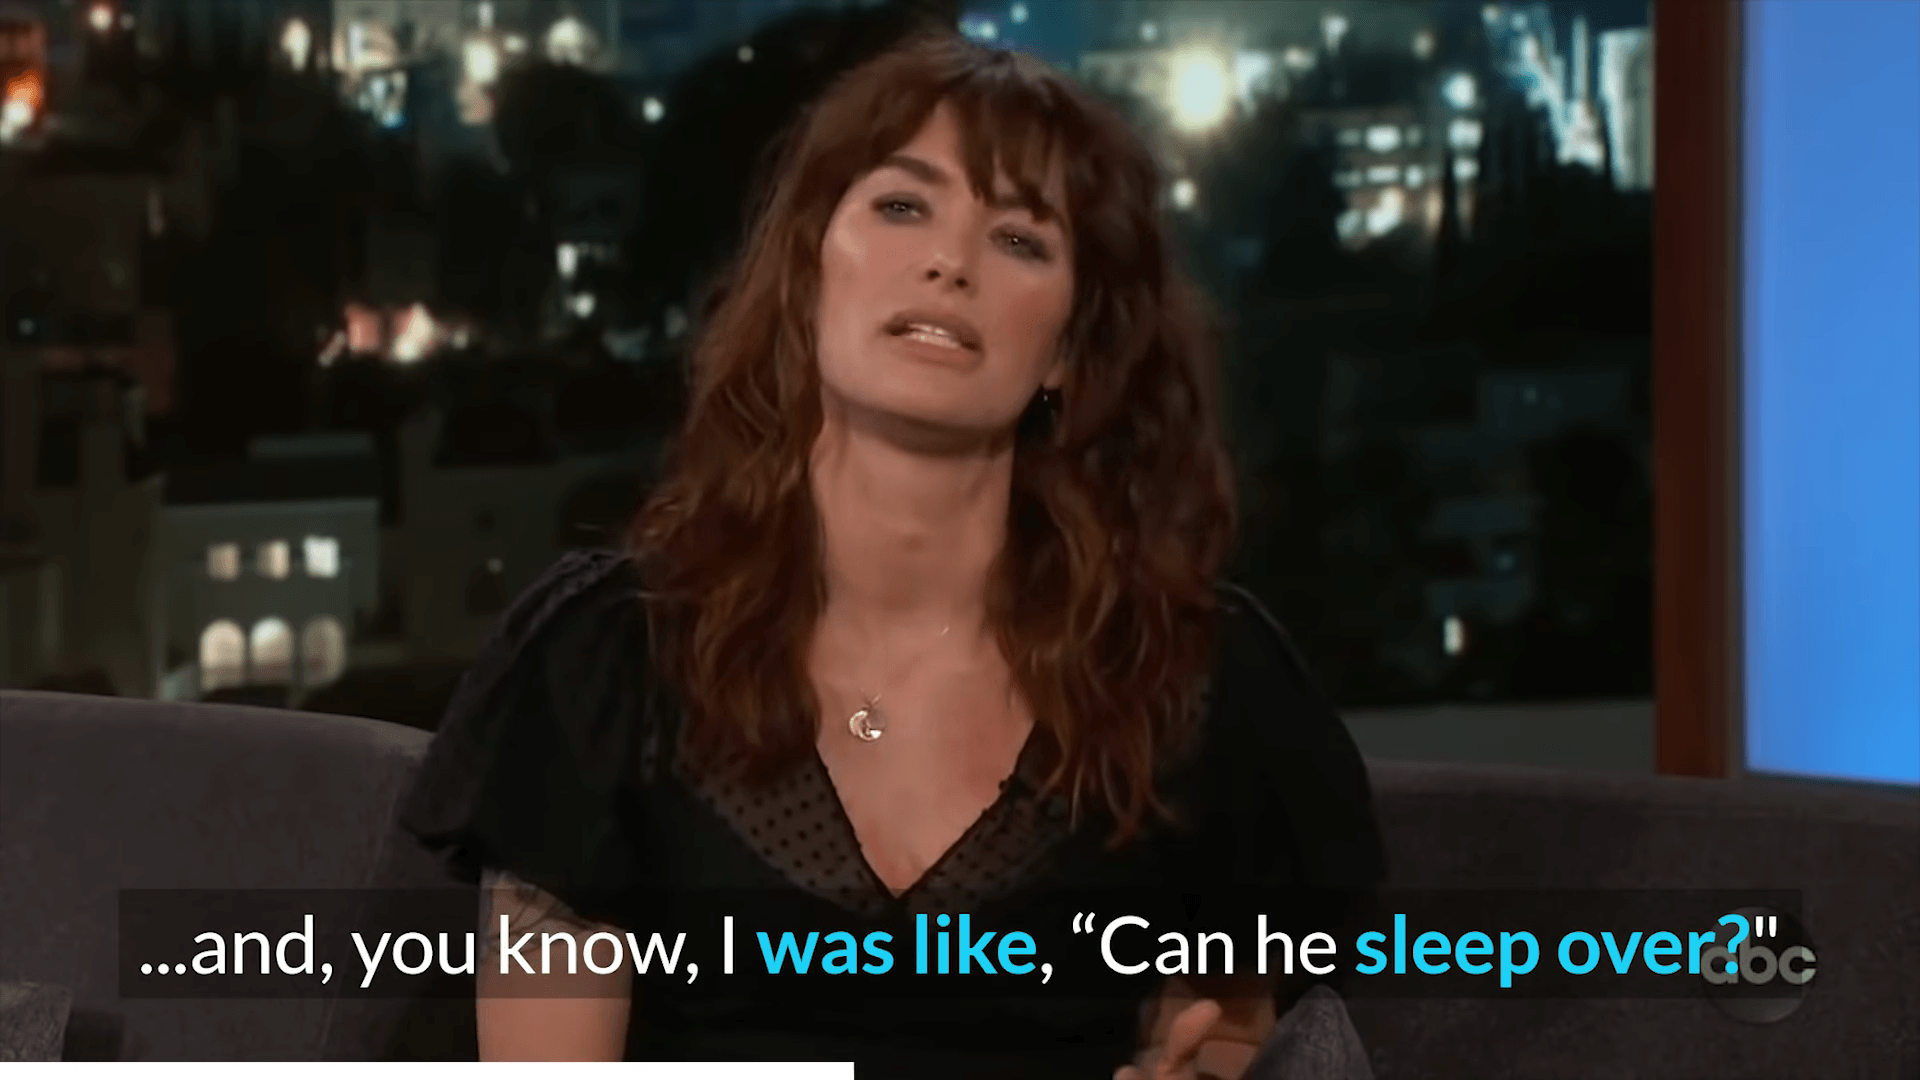 ...and, you know, I was like, “Can he sleep over?"
abc